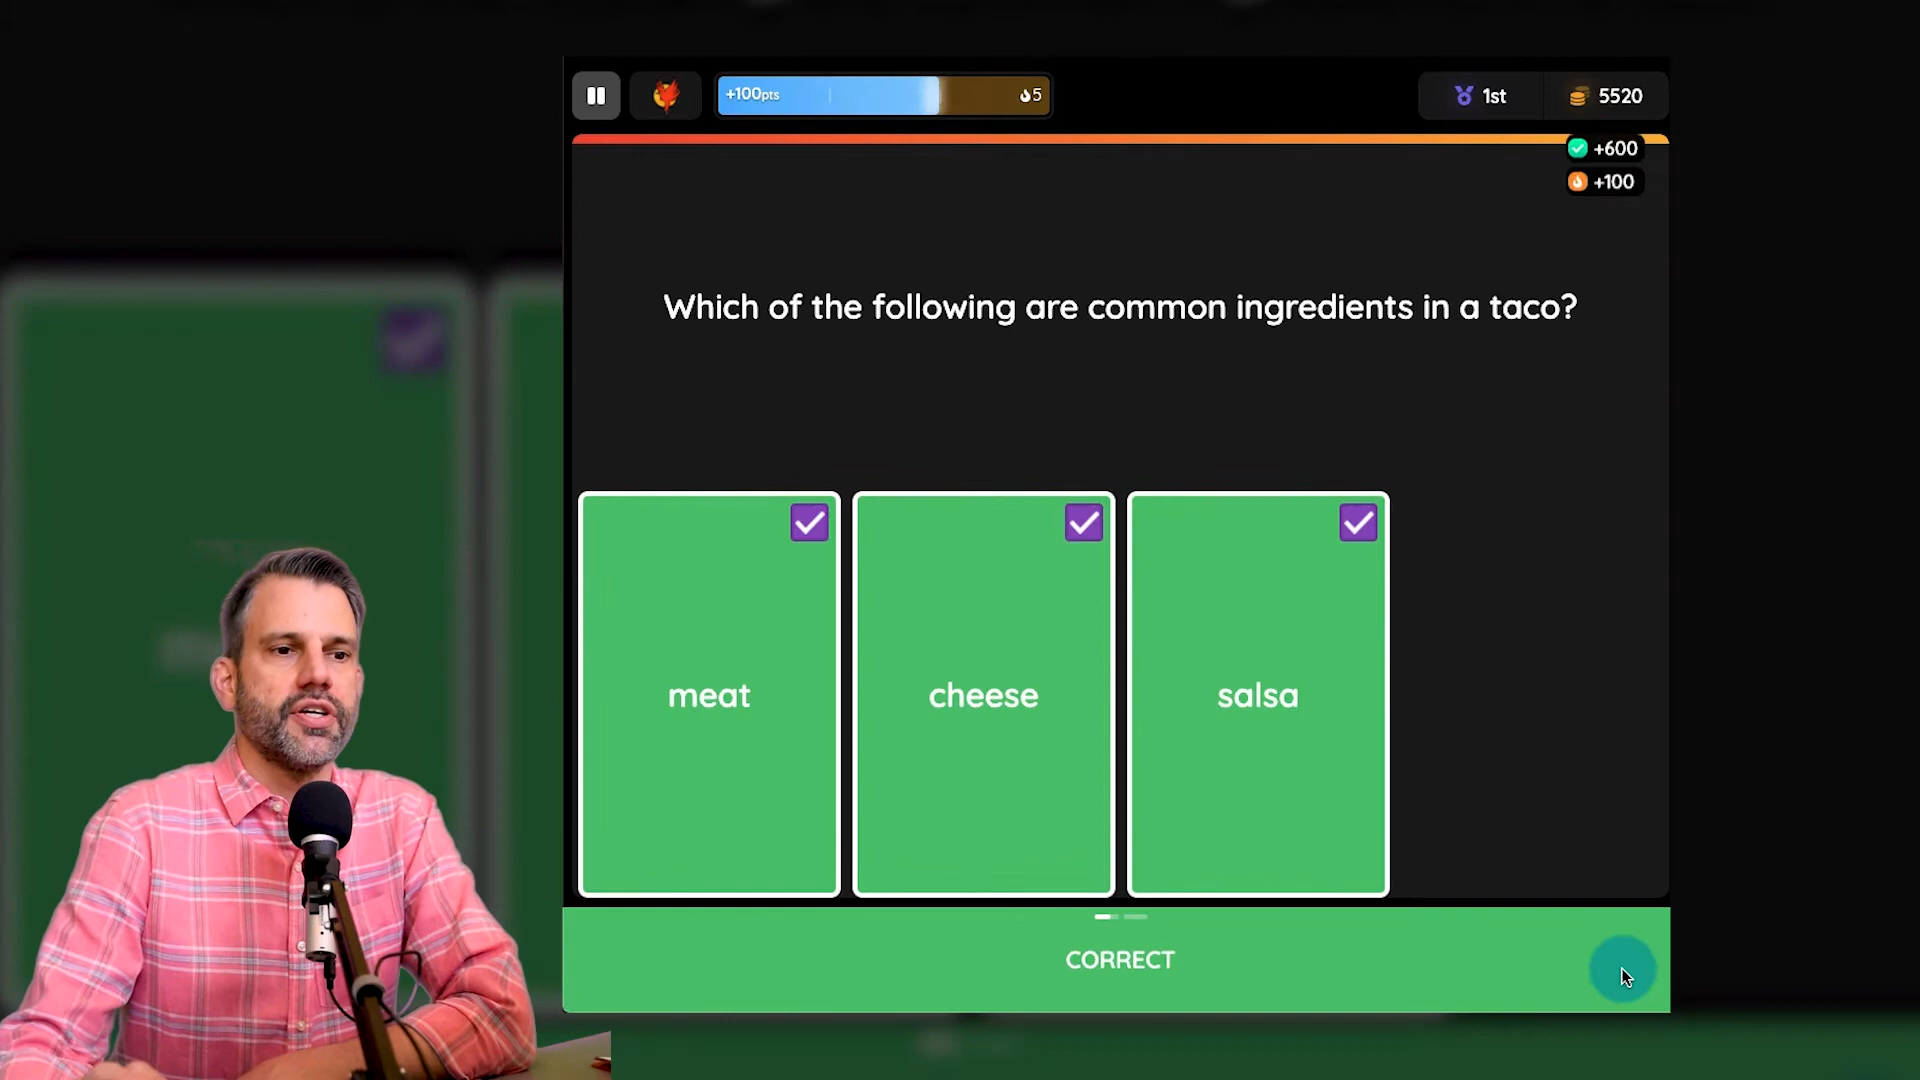 +100pts
5
1st
5520
+600
+100
Which of the following are common ingredients in a taco?
meat
cheese
salsa
CORRECT